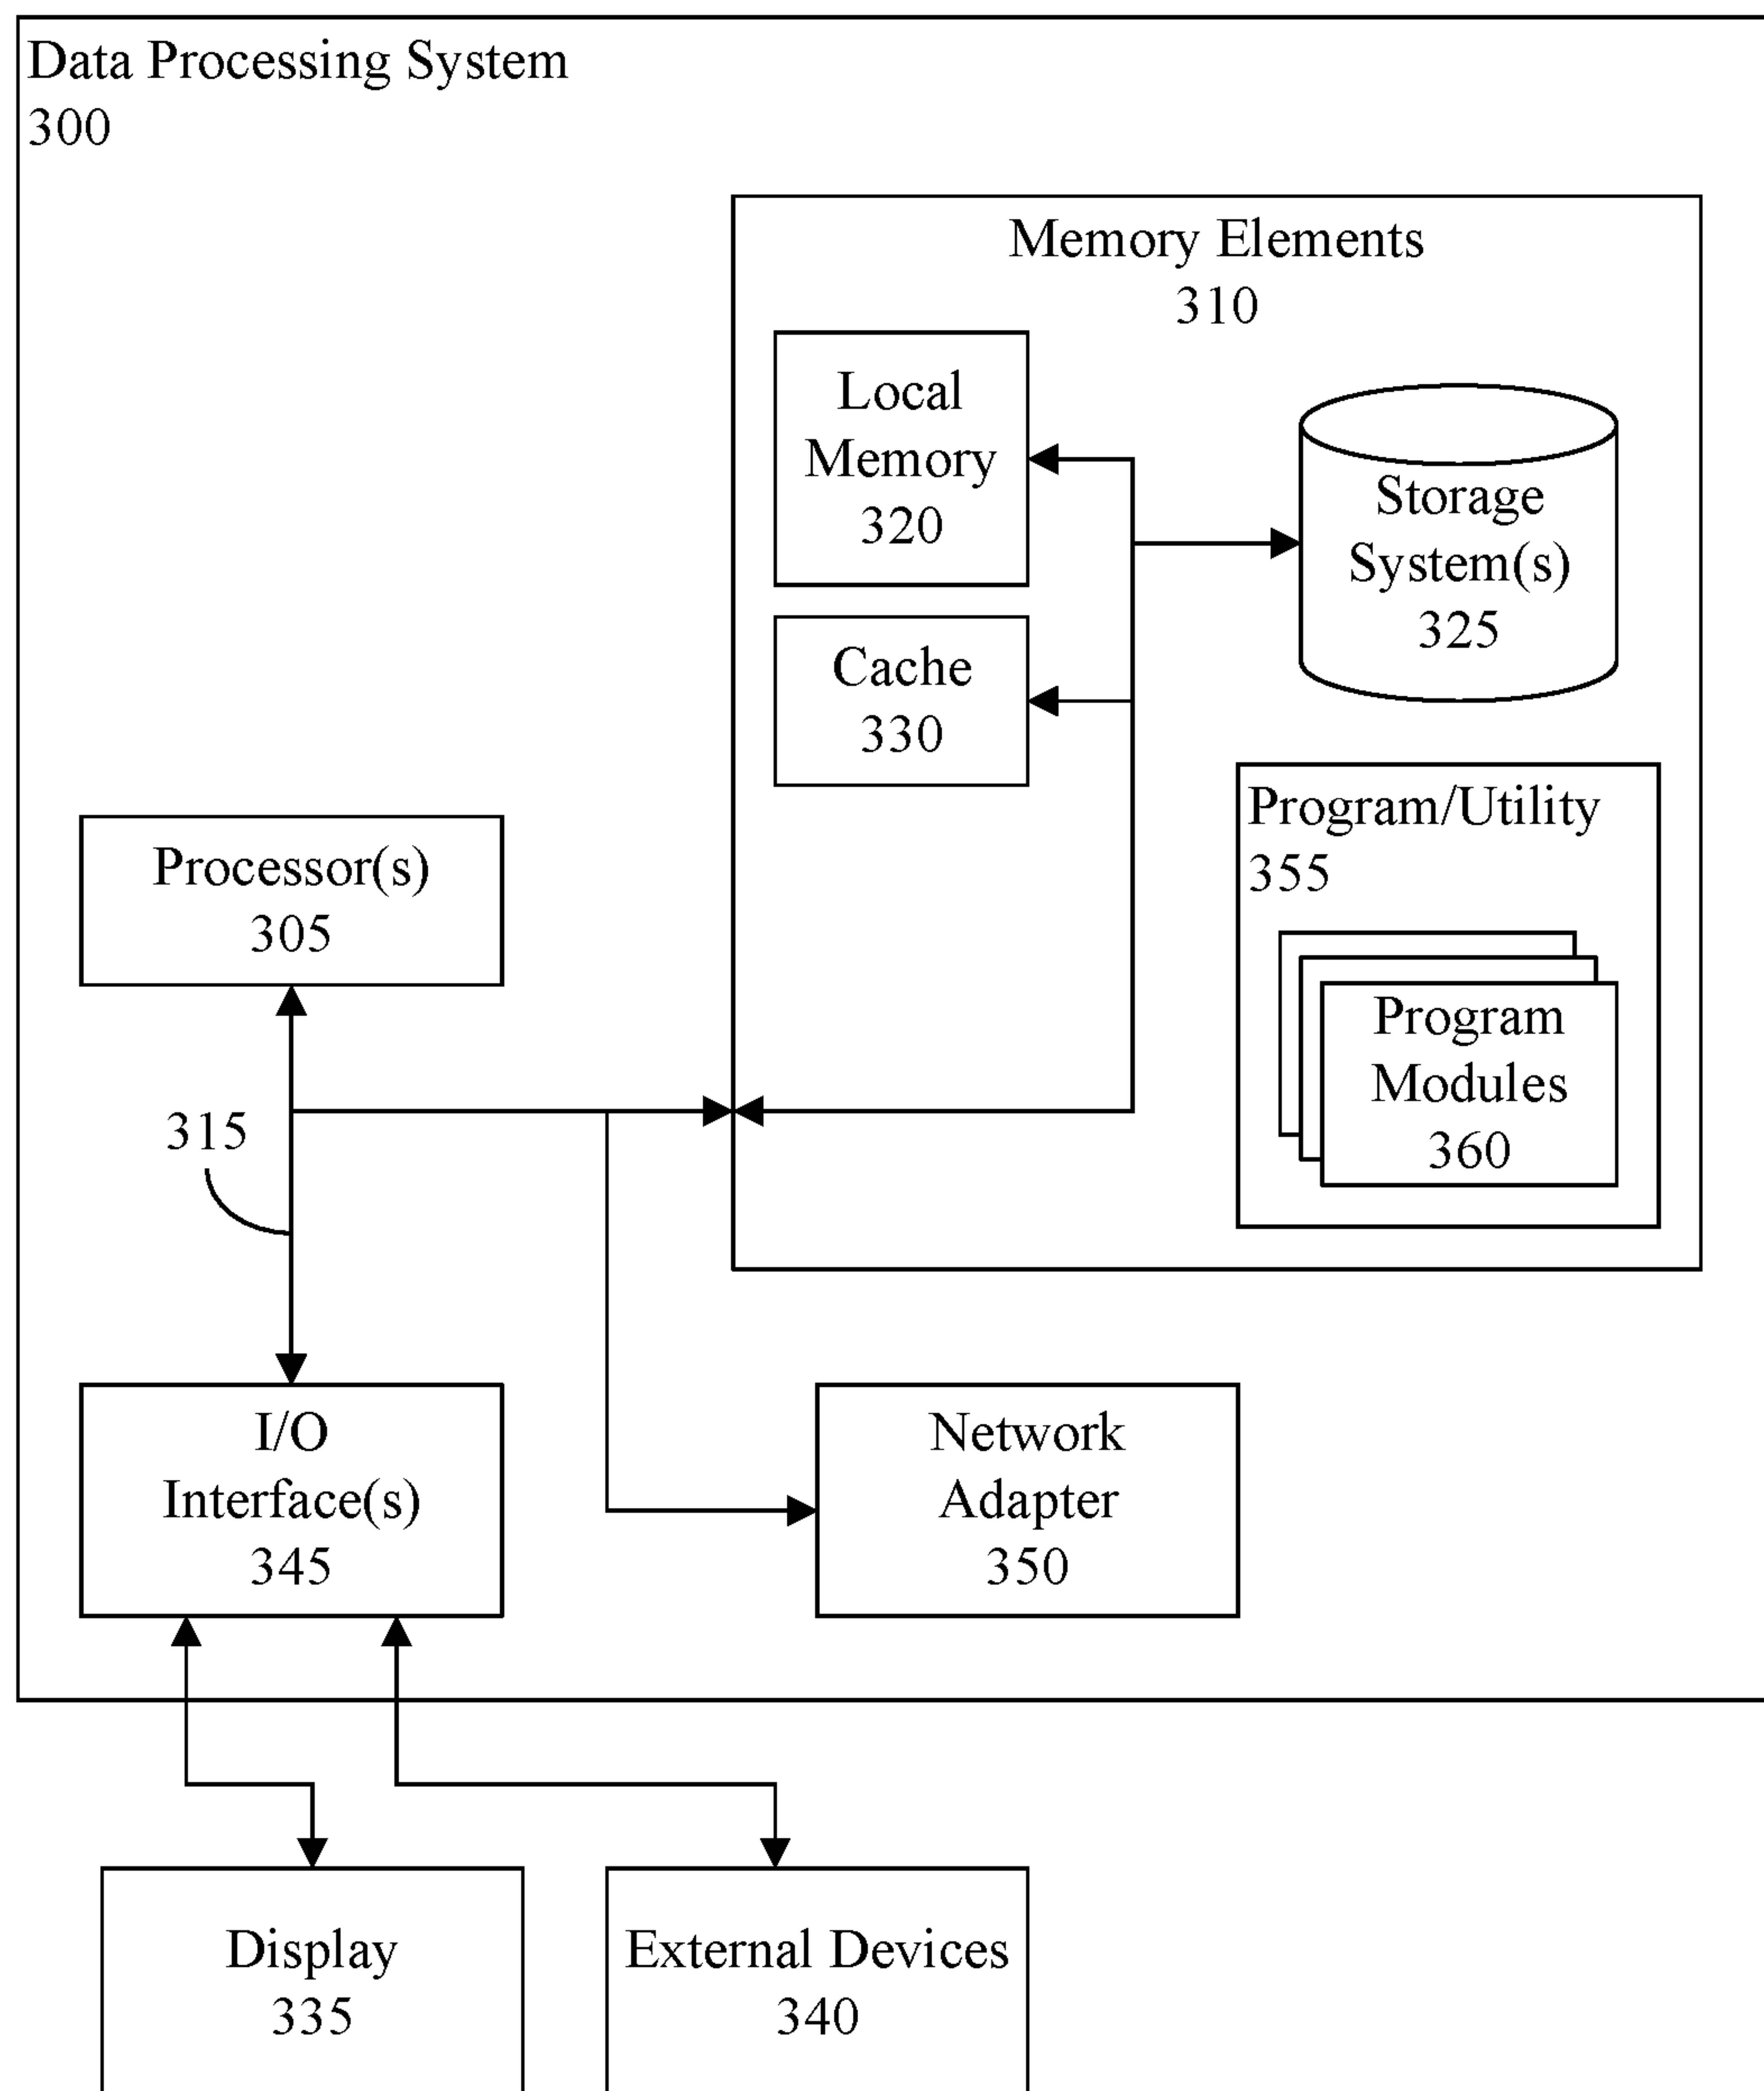 Data Processing System
300
Memory Elements
310
Local
Memory
320
Storage
System(s)
325
Cache
330
Program/Utility
355
Program
Modules
360
Processor(s)
305
315
I/O
Interface(s)
345
Network
Adapter
350
Display
335
External Devices
340